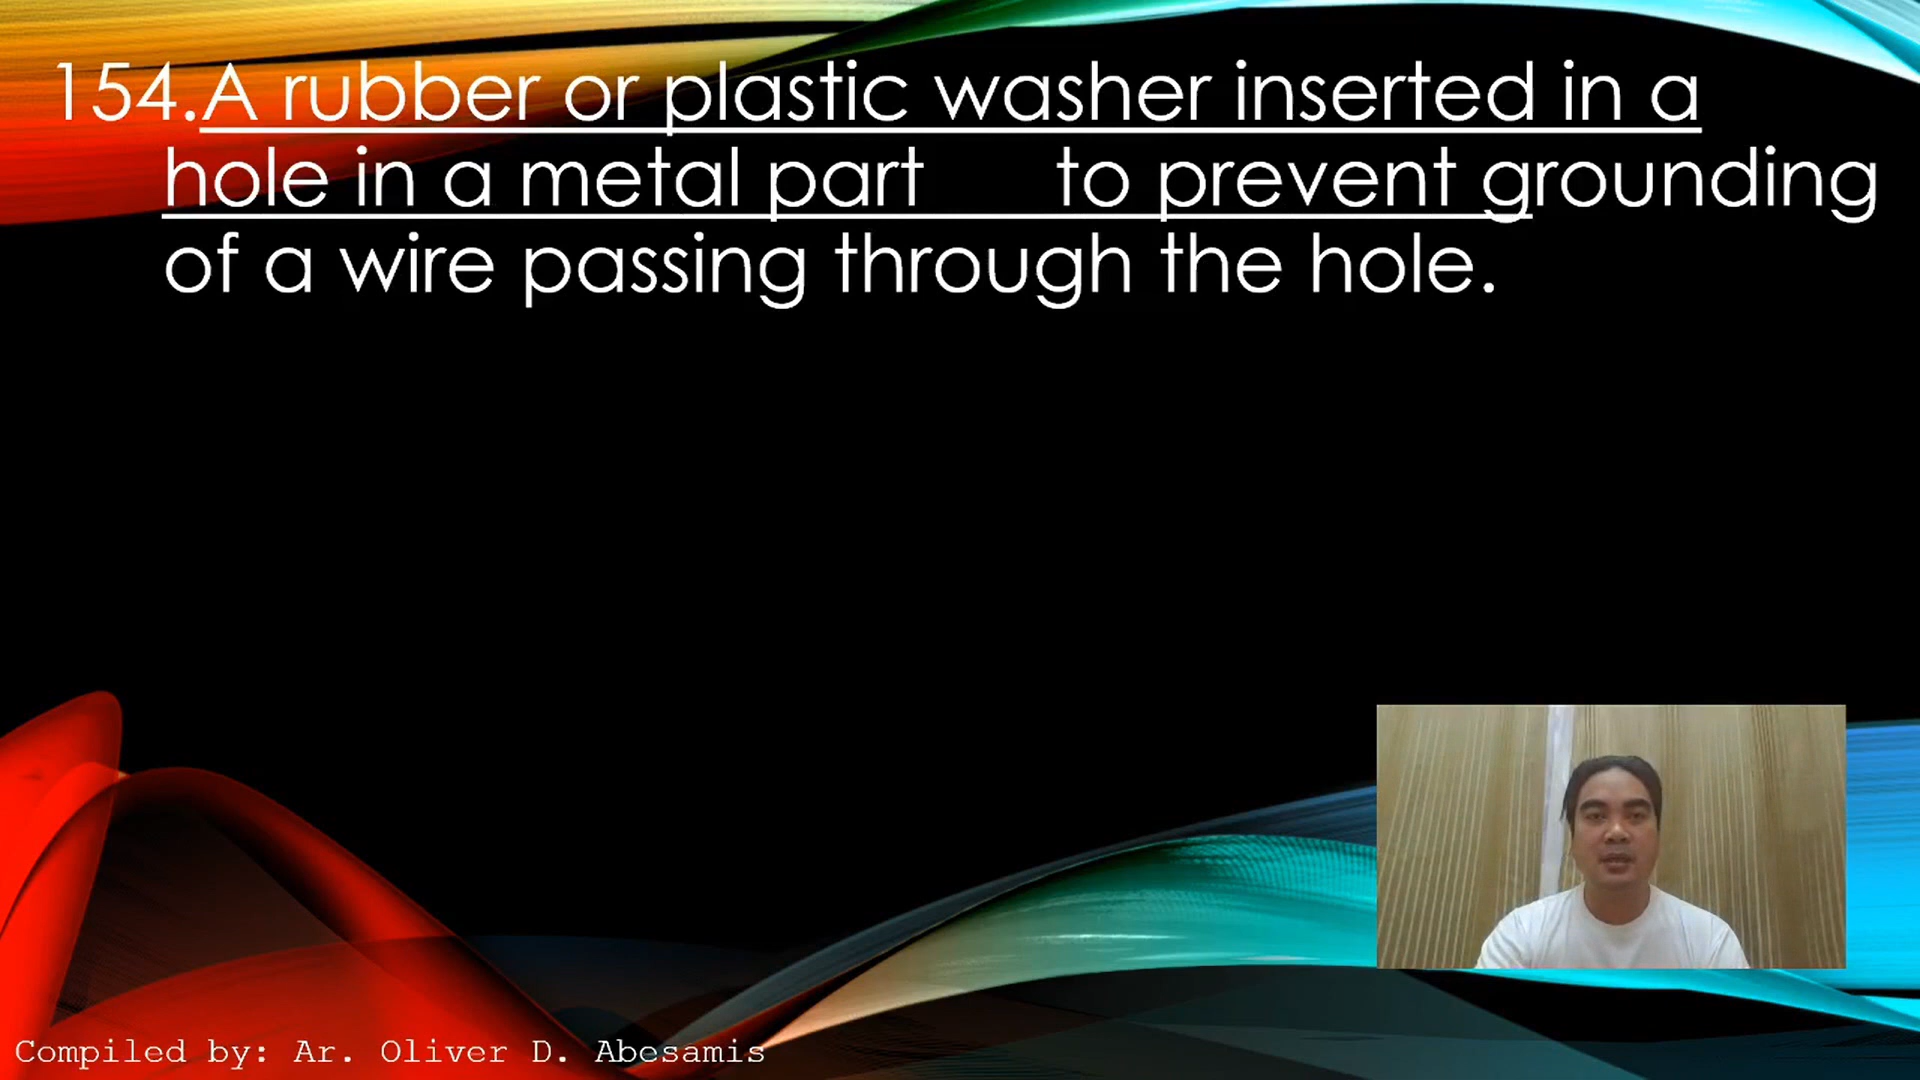 154.A rubber or plastic washer inserted in a
hole in a metal part to prevent grounding
of a wire passing through the hole.
Compiled by: Ar. Oliver D. Abesamis